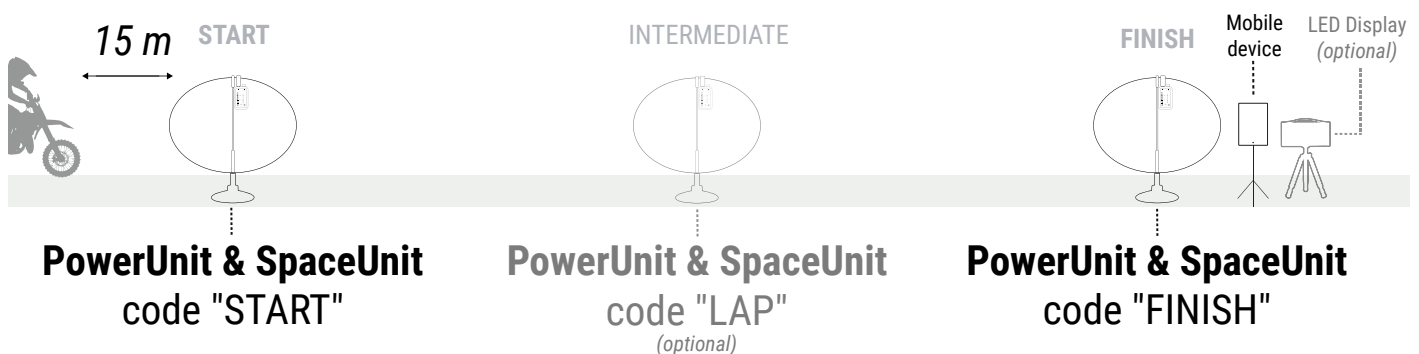 15 m
START
INTERMEDIATE
FINISH
Mobile
device
LED Display
(optional)
PowerUnit & SpaceUnit
code "START"
PowerUnit & SpaceUnit
code "LAP"
(optional)
PowerUnit & SpaceUnit
code "FINISH"